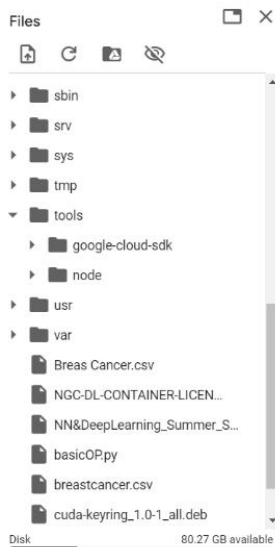 Files
sbin
srv
sys
tmp
tools
google-cloud-sdk
node
usr
var
Breas Cancer.csv
NGC-DL-CONTAINER-LICEN...
NN&DeepLearning_Summer_S...
basicOP.py
breastcancer.csv
cuda-keyring_1.0-1_all.deb
Disk 80.27 GB available